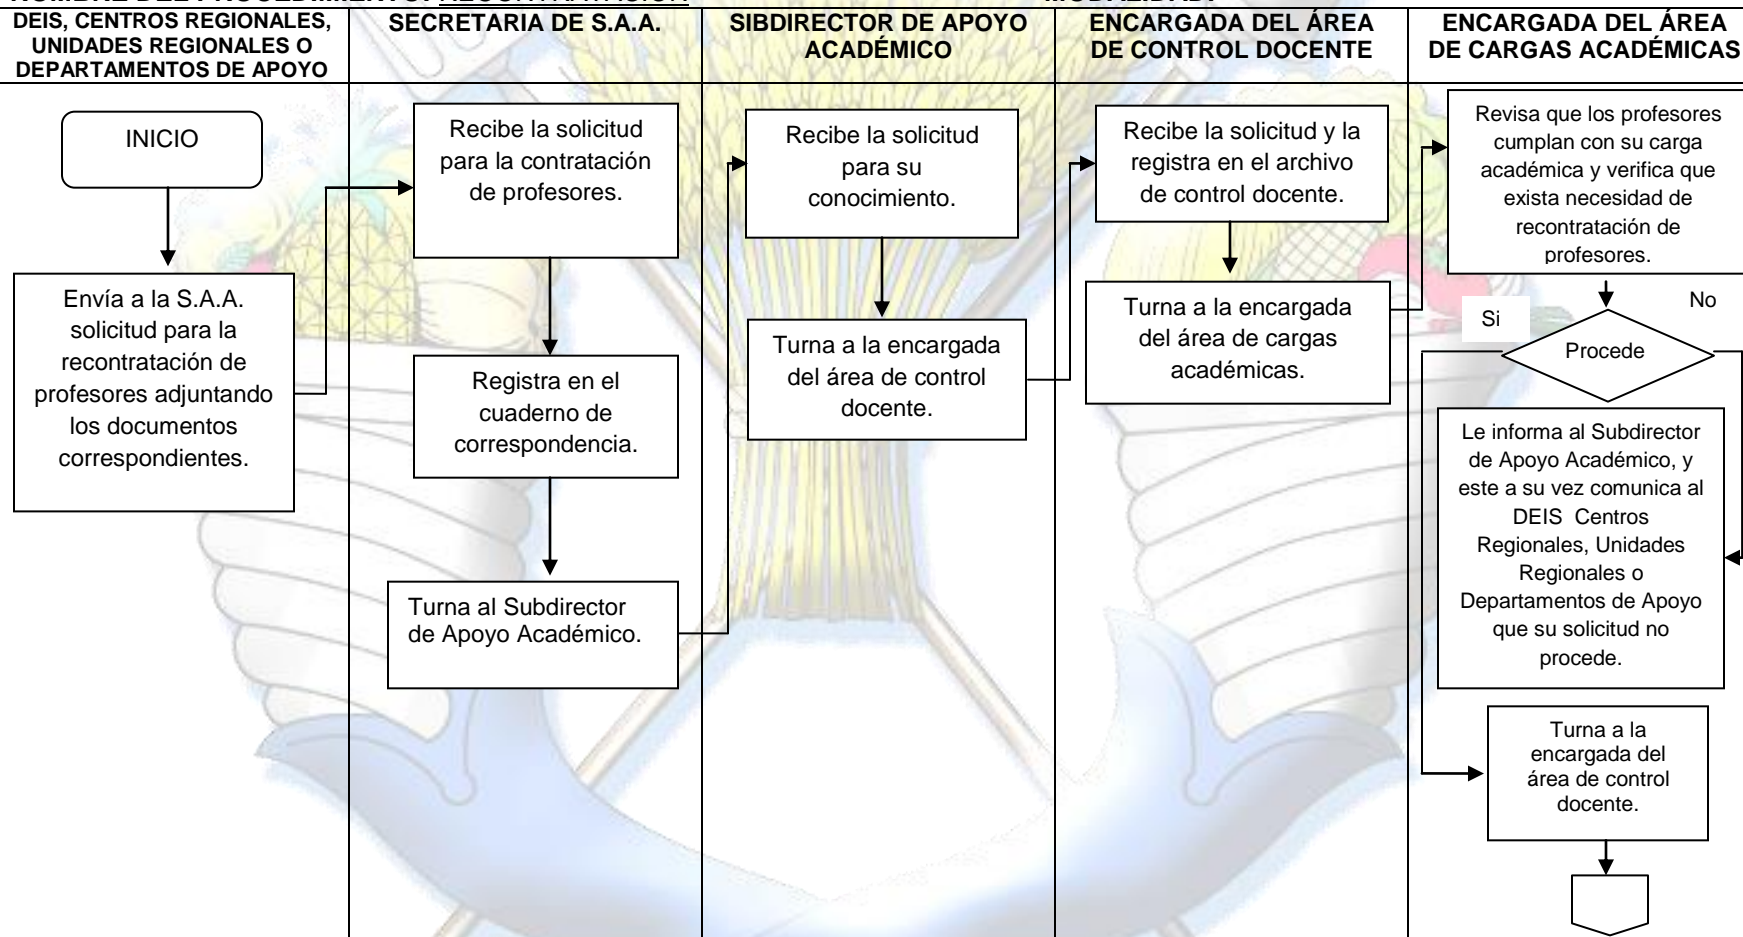 NOMBRE DEL PROCEDIMIENTO: RECONTRATACIÓN
MODALIDAD:
DEIS, CENTROS REGIONALES,
UNIDADES REGIONALES O
DEPARTAMENTOS DE APOYO
SECRETARIA DE S.A.A.
SIBDIRECTOR DE APOYO
ACADÉMICO
ENCARGADA DEL ÁREA
DE CONTROL DOCENTE
ENCARGADA DEL ÁREA
DE CARGAS ACADÉMICAS
INICIO
Envía a la S.A.A.
solicitud para la
recontratación de
profesores adjuntando
los documentos
correspondientes.
Recibe la solicitud
para la contratación
de profesores.
Registra en el
cuaderno de
correspondencia.
Turna al Subdirector
de Apoyo Académico.
Recibe la solicitud
para su
conocimiento.
Turna a la encargada
del área de control
docente.
Recibe la solicitud y la
registra en el archivo
de control docente.
Turna a la encargada
del área de cargas
académicas.
Revisa que los profesores
cumplan con su carga
académica y verifica que
exista necesidad de
recontratación de
profesores.
Si
No
Procede
Le informa al Subdirector
de Apoyo Académico, y
este a su vez comunica al
DEIS Centros
Regionales, Unidades
Regionales o
Departamentos de Apoyo
que su solicitud no
procede.
Turna a la
encargada del
área de control
docente.